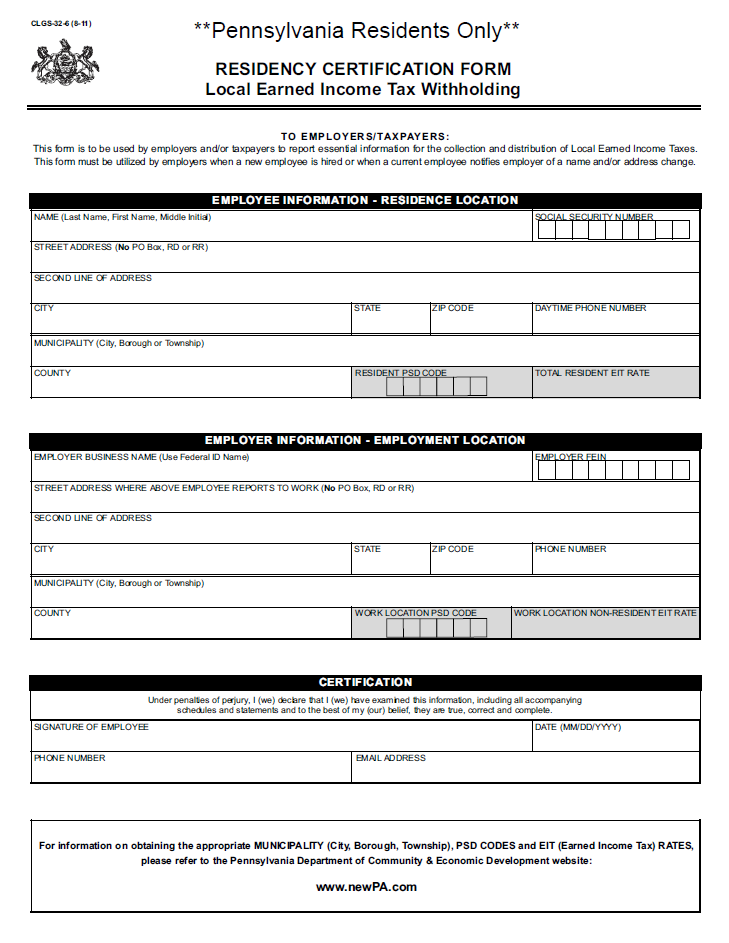 CLGS-32-6 (8-11)
**Pennsylvania Residents Only**
RESIDENCY CERTIFICATION FORM
Local Earned Income Tax Withholding
TO EMPLOYERS/TAXPAYERS:
This form is to be used by employers and/or taxpayers to report essential information for the collection and distribution of Local Earned Income Taxes.
This form must be utilized by employers when a new employee is hired or when a current employee notifies employer of a name and/or address change.
EMPLOYEE INFORMATION - RESIDENCE LOCATION
NAME (Last Name, First Name, Middle Initial) SOCIAL SECURITY NUMBER
STREET ADDRESS (No PO Box, RD or RR)
SECOND LINE OF ADDRESS
CITY STATE ZIP CODE DAYTIME PHONE NUMBER
MUNICIPALITY (City, Borough or Township)
COUNTY RESIDENT PSD CODE TOTAL RESIDENT EIT RATE
EMPLOYER INFORMATION - EMPLOYMENT LOCATION
EMPLOYER BUSINESS NAME (Use Federal ID Name) EMPLOYER FEIN
STREET ADDRESS WHERE ABOVE EMPLOYEE REPORTS TO WORK (No PO Box, RD or RR)
SECOND LINE OF ADDRESS
CITY STATE ZIP CODE PHONE NUMBER
MUNICIPALITY (City, Borough or Township)
COUNTY WORK LOCATION PSD CODE WORK LOCATION NON-RESIDENT EIT RATE
CERTIFICATION
Under penalties of perjury, I (we) declare that I (we) have examined this information, including all accompanying
schedules and statements and to the best of my (our) belief, they are true, correct and complete.
SIGNATURE OF EMPLOYEE DATE (MM/DD/YYYY)
PHONE NUMBER EMAIL ADDRESS
For information on obtaining the appropriate MUNICIPALITY (City, Borough, Township), PSD CODES and EIT (Earned Income Tax) RATES,
please refer to the Pennsylvania Department of Community & Economic Development website:
www.newPA.com